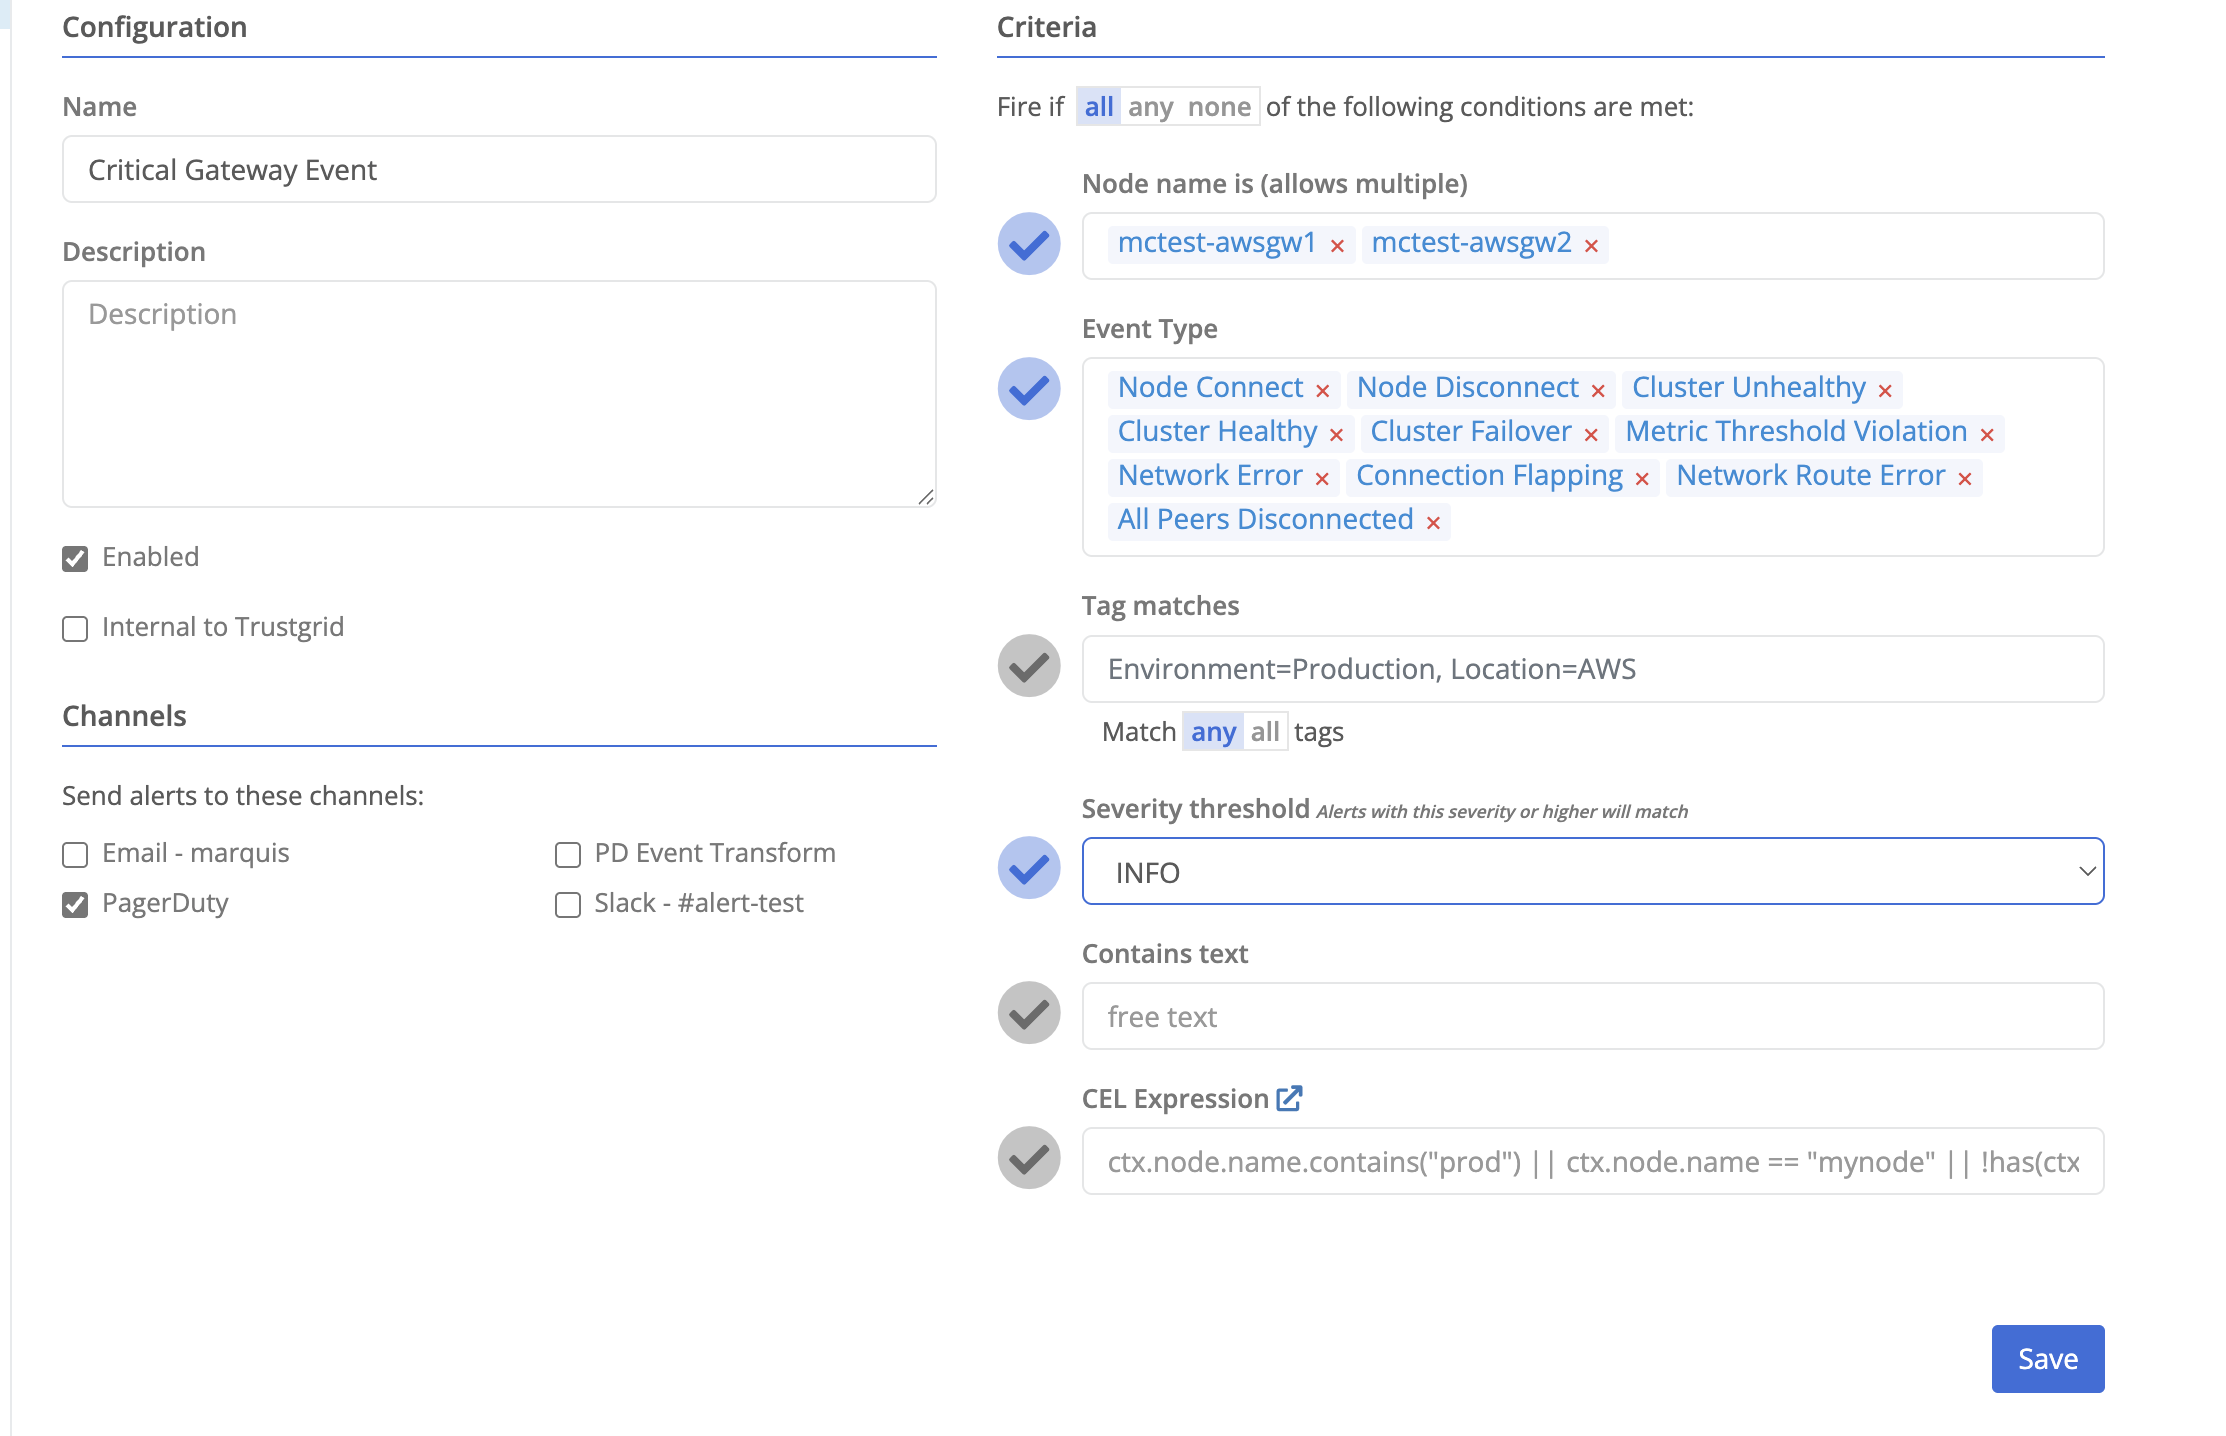 Configuration
Name
Critical Gateway Event
Description
Description
Enabled
Internal to Trustgrid
Channels
Send alerts to these channels:
Email - marquis
PD Event Transform
PagerDuty
Slack - #alert-test
Criteria
Fire if all any none of the following conditions are met:
Node name is (allows multiple)
mctest-awsgw1 × mctest-awsgw2 ×
Event Type
Node Connect × Node Disconnect × Cluster Unhealthy ×
Cluster Healthy × Cluster Failover × Metric Threshold Violation ×
Network Error × Connection Flapping × Network Route Error ×
All Peers Disconnected ×
Tag matches
Environment=Production, Location=AWS
Match any all tags
Severity threshold Alerts with this severity or higher will match
INFO
Contains text
free text
CEL Expression
ctx.node.name.contains("prod") || ctx.node.name == "mynode" || !has(ctx
Save